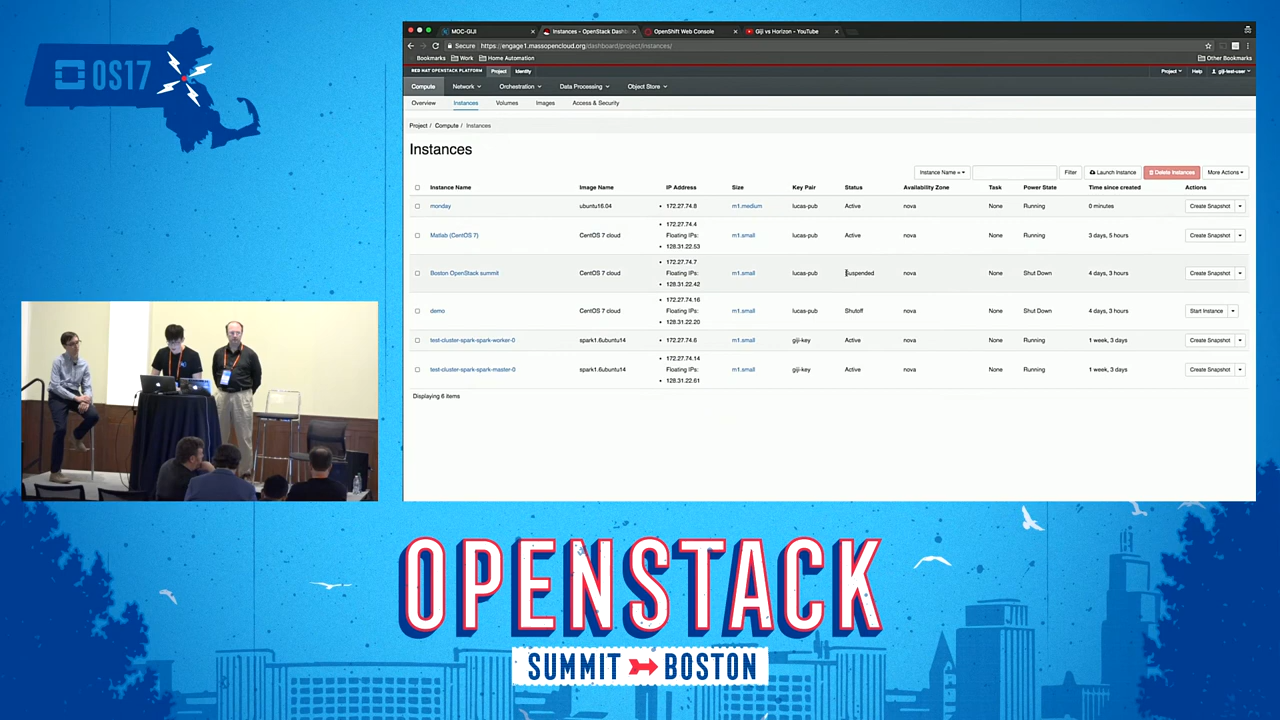 OS17
MOC-GIJI
Instances - OpenStack Dash
OpenShift Web Console
Giji vs Horizon - YouTube
Secure https://engage1.massopencloud.org/dashboard/project/instances/
Bookmarks Work Home Automation Other Bookmarks
RED HAT OPENSTACK PLATFORM Project Identity Project Help giji-test-user
Compute Network Orchestration Data Processing Object Store
Overview Instances Volumes Images Access & Security
Project / Compute / Instances
Instances
Instance Name = Filter Launch Instance Delete Instances More Actions
Instance Name Image Name IP Address Size Key Pair Status Availability Zone Task Power State Time since created Actions
monday ubuntu16.04 172.27.74.8 m1.medium lucas-pub Active nova None Running 0 minutes Create Snapshot
172.27.74.4
Matlab (CentOS 7) CentOS 7 cloud Floating IPs: m1.small lucas-pub Active nova None Running 3 days, 5 hours Create Snapshot
128.31.22.53
172.27.74.7
Boston OpenStack summit CentOS 7 cloud Floating IPs: m1.small lucas-pub Suspended nova None Shut Down 4 days, 3 hours Create Snapshot
128.31.22.42
172.27.74.16
demo CentOS 7 cloud Floating IPs: m1.small lucas-pub Shutoff nova None Shut Down 4 days, 3 hours Start Instance
128.31.22.20
test-cluster-spark-spark-worker-0 spark1.6ubuntu14 172.27.74.6 m1.small giji-key Active nova None Running 1 week, 3 days Create Snapshot
172.27.74.14
test-cluster-spark-spark-master-0 spark1.6ubuntu14 Floating IPs: m1.small giji-key Active nova None Running 1 week, 3 days Create Snapshot
128.31.22.61
Displaying 6 items
OPENSTACK
SUMMIT BOSTON